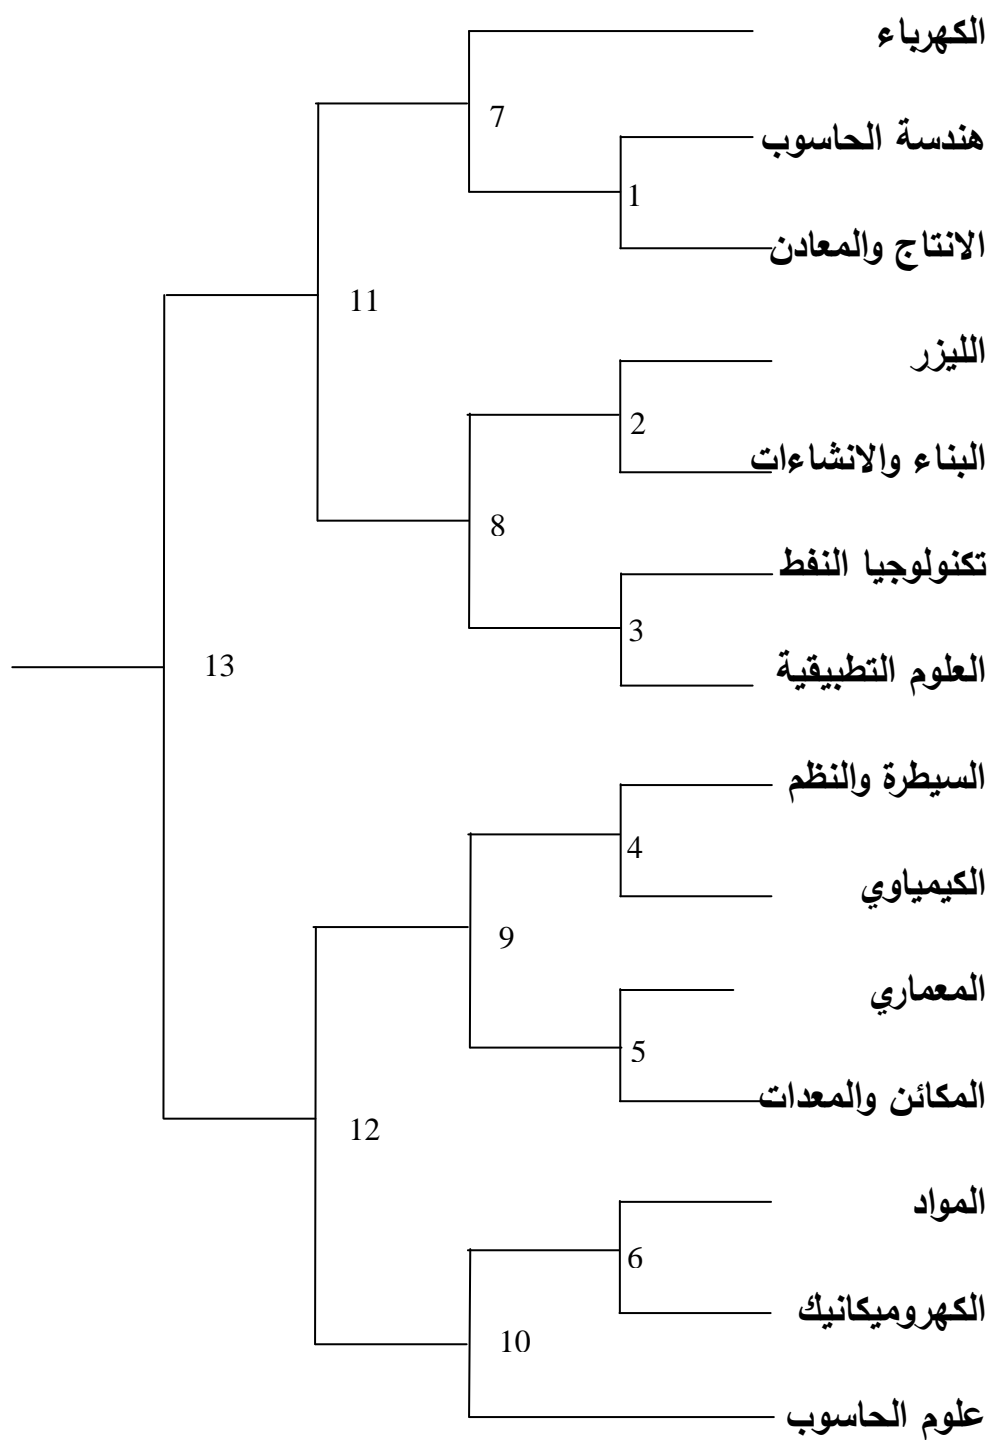 الكهرباء
7
هندسة الحاسوب
1
الانتاج والمعادن
11
الليزر
2
البناء والانشاءات
8
تكنولوجيا النفط
3
13
العلوم التطبيقية
السيطرة والنظم
4
الكيمياوي
9
المعماري
5
المكائن والمعدات
12
المواد
6
الكهروميكانيك
10
علوم الحاسوب